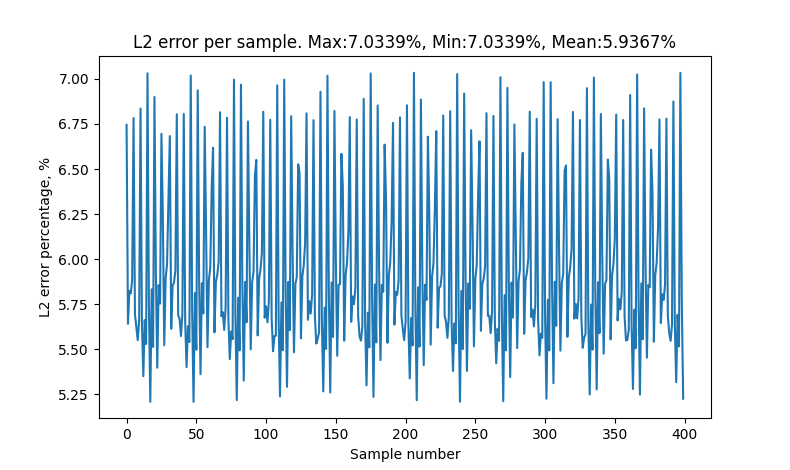 L2 error per sample. Max:7.0339%, Min:7.0339%, Mean:5.9367%
L2 error percentage, %
7.00
6.75
6.50
6.25
6.00
5.75
5.50
5.25
0 50 100 150 200 250 300 350 400
Sample number